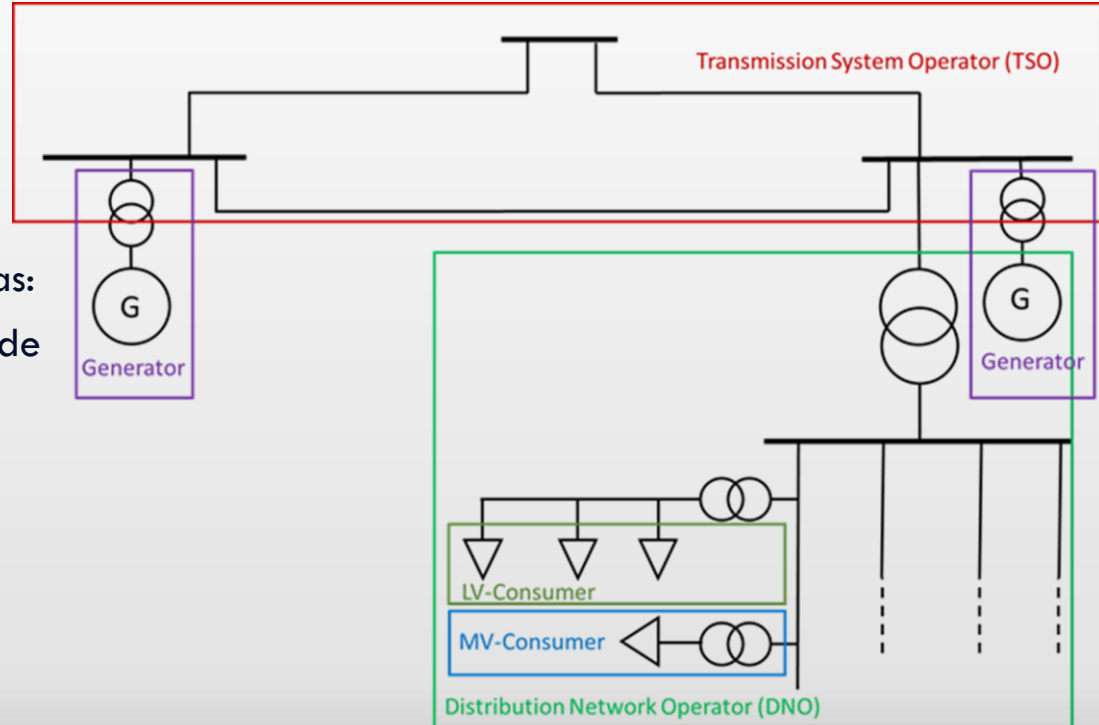 Transmission System Operator (TSO)
as:
de
G
Generator
G
Generator
LV-Consumer
MV-Consumer
Distribution Network Operator (DNO)